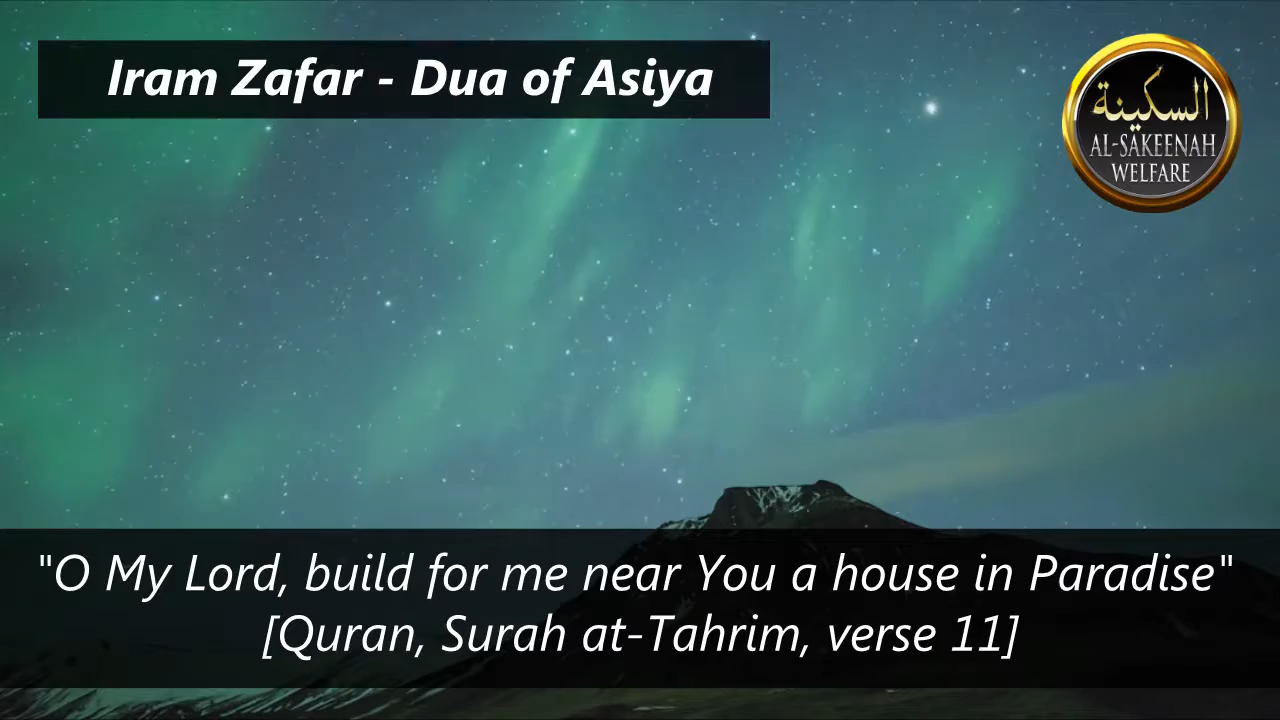 Iram Zafar - Dua of Asiya
السكينة
AL-SAKEENAH
WELFARE
"O My Lord, build for me near You a house in Paradise"
[Quran, Surah at-Tahrim, verse 11]